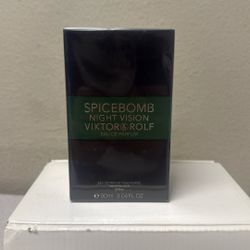 SPICEBOMB
NIGHT VISION
VIKTOR&ROLF
EAU DE PARFUM
℮ 90ml 3.04 FL.OZ